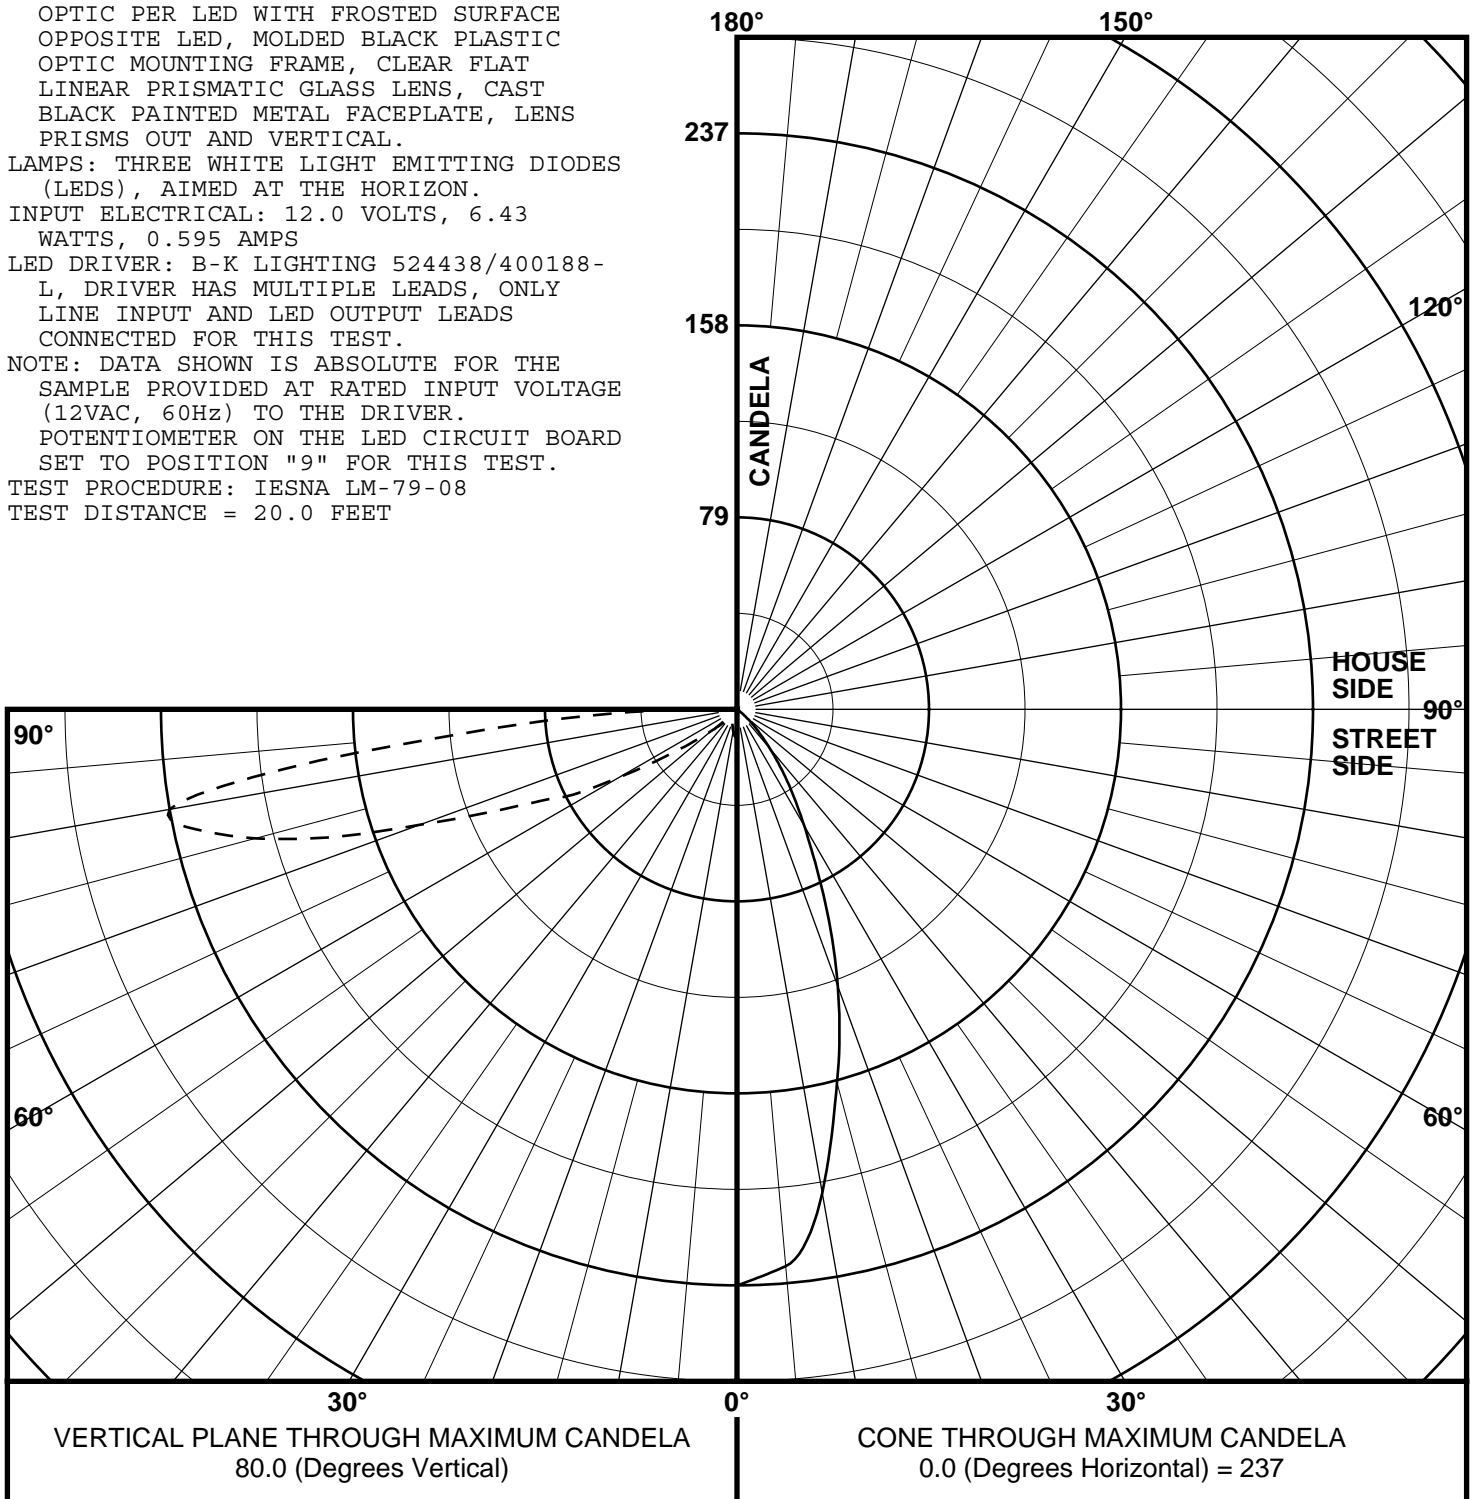 OPTIC PER LED WITH FROSTED SURFACE
OPPOSITE LED, MOLDED BLACK PLASTIC
OPTIC MOUNTING FRAME, CLEAR FLAT
LINEAR PRISMATIC GLASS LENS, CAST
BLACK PAINTED METAL FACEPLATE, LENS
PRISMS OUT AND VERTICAL.
LAMPS: THREE WHITE LIGHT EMITTING DIODES
(LEDS), AIMED AT THE HORIZON.
INPUT ELECTRICAL: 12.0 VOLTS, 6.43
WATTS, 0.595 AMPS
LED DRIVER: B-K LIGHTING 524438/400188-
L, DRIVER HAS MULTIPLE LEADS, ONLY
LINE INPUT AND LED OUTPUT LEADS
CONNECTED FOR THIS TEST.
NOTE: DATA SHOWN IS ABSOLUTE FOR THE
SAMPLE PROVIDED AT RATED INPUT VOLTAGE
(12VAC, 60Hz) TO THE DRIVER.
POTENTIOMETER ON THE LED CIRCUIT BOARD
SET TO POSITION "9" FOR THIS TEST.
TEST PROCEDURE: IESNA LM-79-08
TEST DISTANCE = 20.0 FEET
180°
150°
237
120°
158
CANDELA
79
HOUSE
SIDE
90°
90°
STREET
SIDE
60°
60°
30°
0°
30°
VERTICAL PLANE THROUGH MAXIMUM CANDELA
80.0 (Degrees Vertical)
CONE THROUGH MAXIMUM CANDELA
0.0 (Degrees Horizontal) = 237